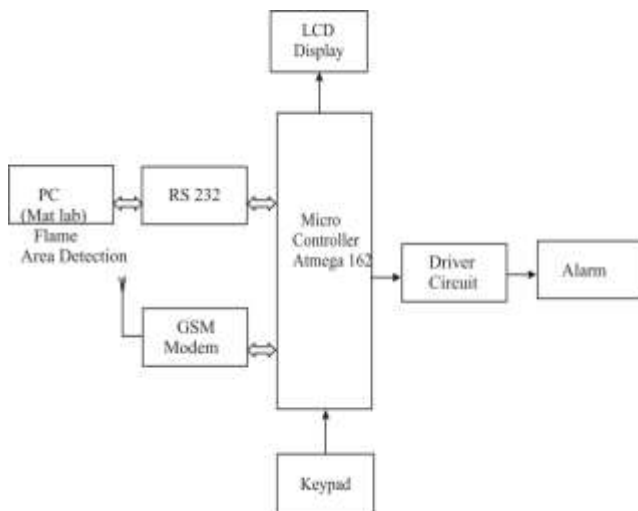 LCD
Display
PC
(Mat lab)
Flame
Area Detection
RS 232
Micro
Controller
Atmega 162
Driver
Circuit
Alarm
GSM
Modem
Keypad